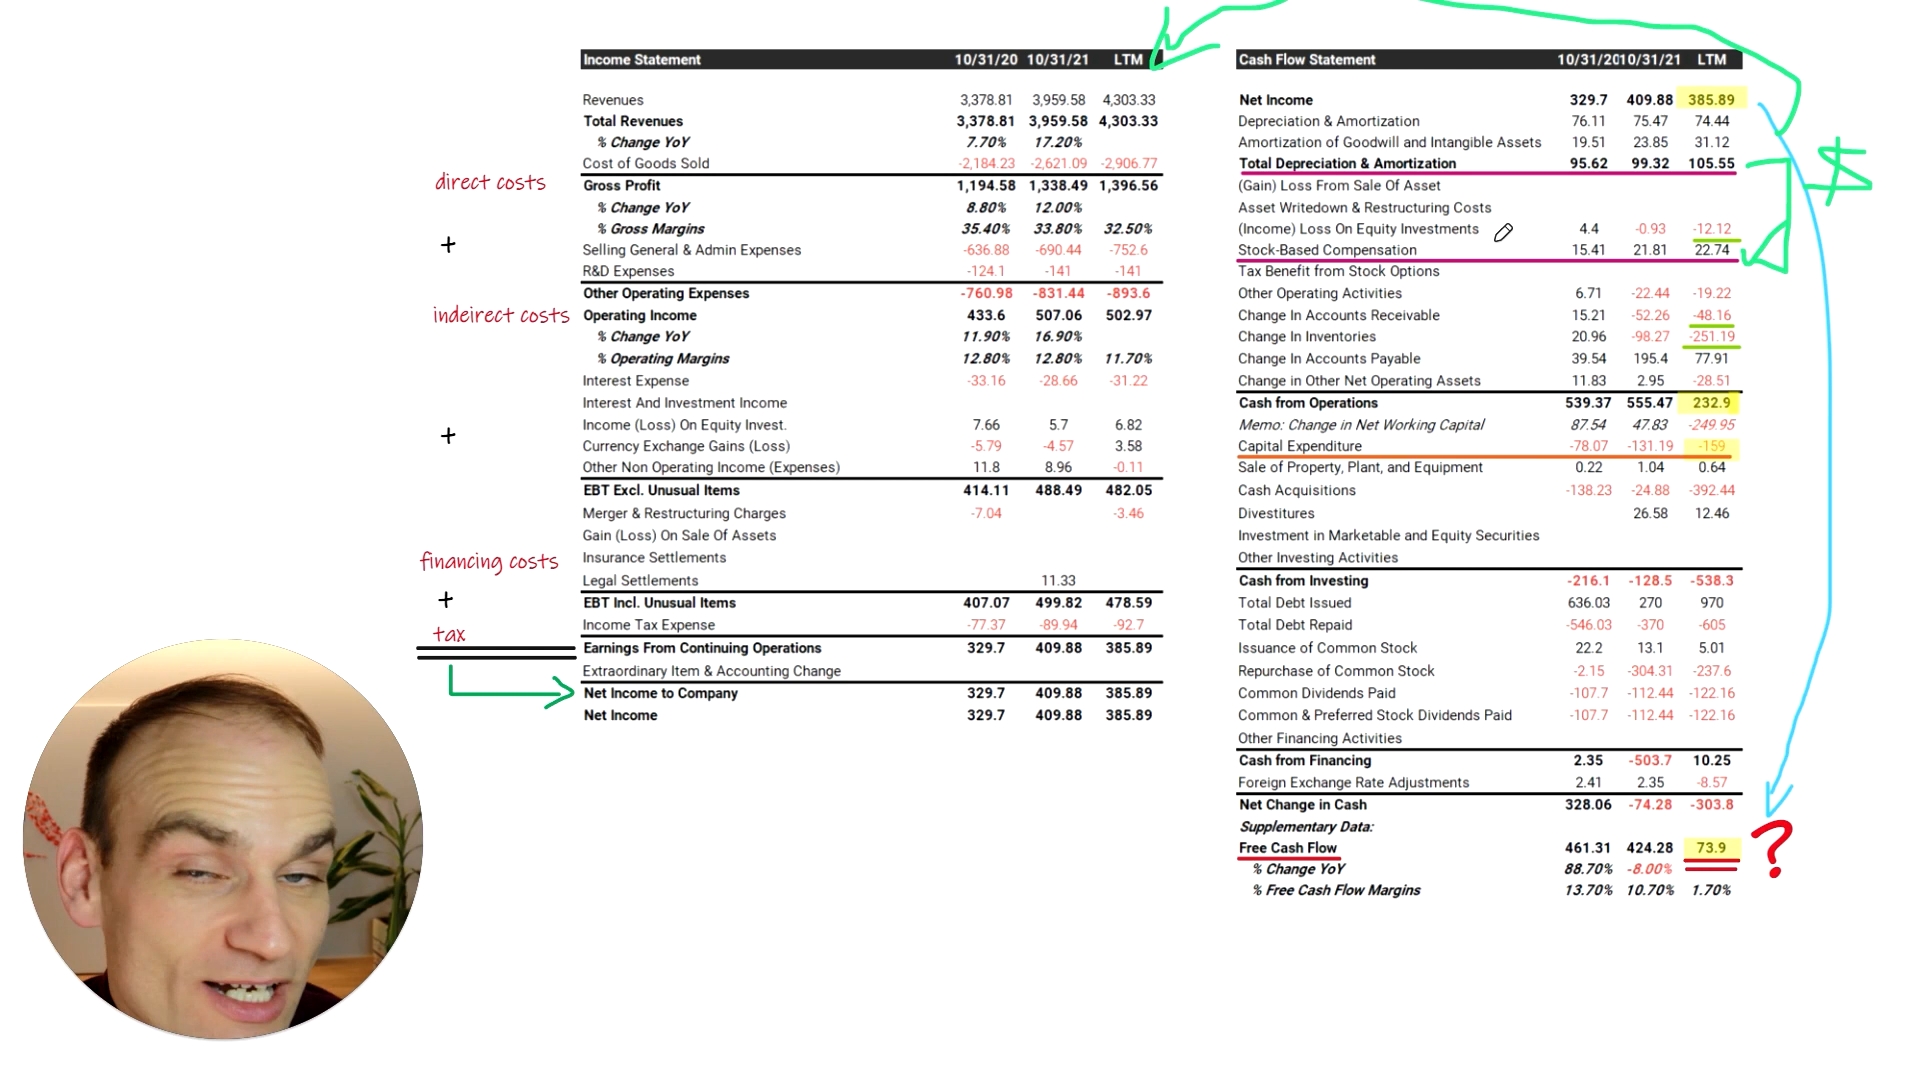 Income Statement 10/31/20 10/31/21 LTM
Revenues 3,378.81 3,959.58 4,303.33
Total Revenues 3,378.81 3,959.58 4,303.33
% Change YoY 7.70% 17.20%
Cost of Goods Sold -2,184.23 -2,621.09 -2,906.77
Gross Profit 1,194.58 1,338.49 1,396.56
% Change YoY 8.80% 12.00%
% Gross Margins 35.40% 33.80% 32.50%
Selling General & Admin Expenses -636.88 -690.44 -752.6
R&D Expenses -124.1 -141 -141
Other Operating Expenses -760.98 -831.44 -893.6
Operating Income 433.6 507.06 502.97
% Change YoY 11.90% 16.90%
% Operating Margins 12.80% 12.80% 11.70%
Interest Expense -33.16 -28.66 -31.22
Interest And Investment Income
Income (Loss) On Equity Invest. 7.66 5.7 6.82
Currency Exchange Gains (Loss) -5.79 -4.57 3.58
Other Non Operating Income (Expenses) 11.8 8.96 -0.11
EBT Excl. Unusual Items 414.11 488.49 482.05
Merger & Restructuring Charges -7.04 -3.46
Gain (Loss) On Sale Of Assets
Insurance Settlements
Legal Settlements 11.33
EBT Incl. Unusual Items 407.07 499.82 478.59
Income Tax Expense -77.37 -89.94 -92.7
Earnings From Continuing Operations 329.7 409.88 385.89
Extraordinary Item & Accounting Change
Net Income to Company 329.7 409.88 385.89
Net Income 329.7 409.88 385.89
direct costs
+
indeirect costs
+
financing costs
+
tax
Cash Flow Statement 10/31/20 10/31/21 LTM
Net Income 329.7 409.88 385.89
Depreciation & Amortization 76.11 75.47 74.44
Amortization of Goodwill and Intangible Assets 19.51 23.85 31.12
Total Depreciation & Amortization 95.62 99.32 105.55
(Gain) Loss From Sale Of Asset
Asset Writedown & Restructuring Costs
(Income) Loss On Equity Investments 4.4 -0.93 -12.12
Stock-Based Compensation 15.41 21.81 22.74
Tax Benefit from Stock Options
Other Operating Activities 6.71 -22.44 -19.22
Change In Accounts Receivable 15.21 -52.26 -48.16
Change In Inventories 20.96 -98.27 -251.19
Change In Accounts Payable 39.54 195.4 77.91
Change in Other Net Operating Assets 11.83 2.95 -28.51
Cash from Operations 539.37 555.47 232.9
Memo: Change in Net Working Capital 87.54 47.83 -249.95
Capital Expenditure -78.07 -131.19 -159
Sale of Property, Plant, and Equipment 0.22 1.04 0.64
Cash Acquisitions -138.23 -24.88 -392.44
Divestitures 26.58 12.46
Investment in Marketable and Equity Securities
Other Investing Activities
Cash from Investing -216.1 -128.5 -538.3
Total Debt Issued 636.03 270 970
Total Debt Repaid -546.03 -370 -605
Issuance of Common Stock 22.2 13.1 5.01
Repurchase of Common Stock -2.15 -304.31 -237.6
Common Dividends Paid -107.7 -112.44 -122.16
Common & Preferred Stock Dividends Paid -107.7 -112.44 -122.16
Other Financing Activities
Cash from Financing 2.35 -503.7 10.25
Foreign Exchange Rate Adjustments 2.41 2.35 -8.57
Net Change in Cash 328.06 -74.28 -303.8
Supplementary Data:
Free Cash Flow 461.31 424.28 73.9
% Change YoY 88.70% -8.00%
% Free Cash Flow Margins 13.70% 10.70% 1.70%
$
?